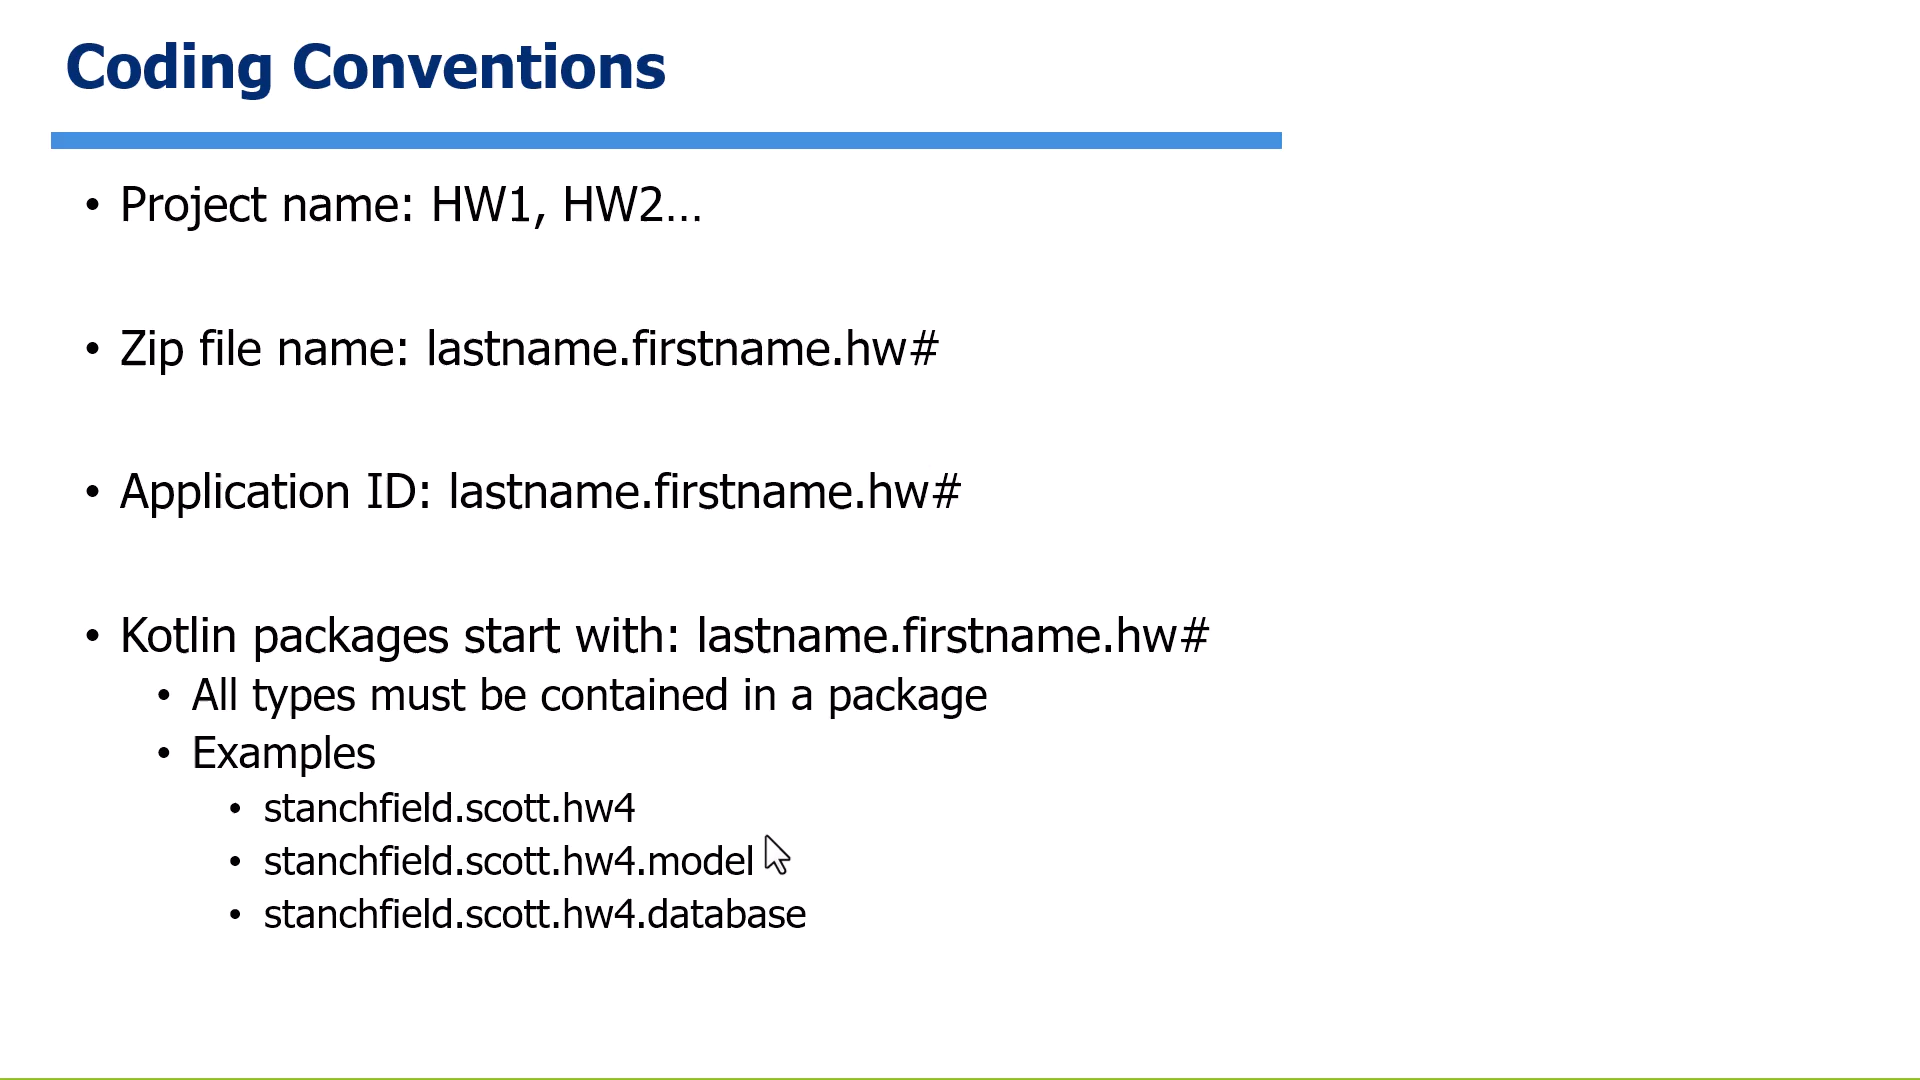 Coding Conventions
• Project name: HW1, HW2…
• Zip file name: lastname.firstname.hw#
• Application ID: lastname.firstname.hw#
• Kotlin packages start with: lastname.firstname.hw#
• All types must be contained in a package
• Examples
• stanchfield.scott.hw4
• stanchfield.scott.hw4.model
• stanchfield.scott.hw4.database